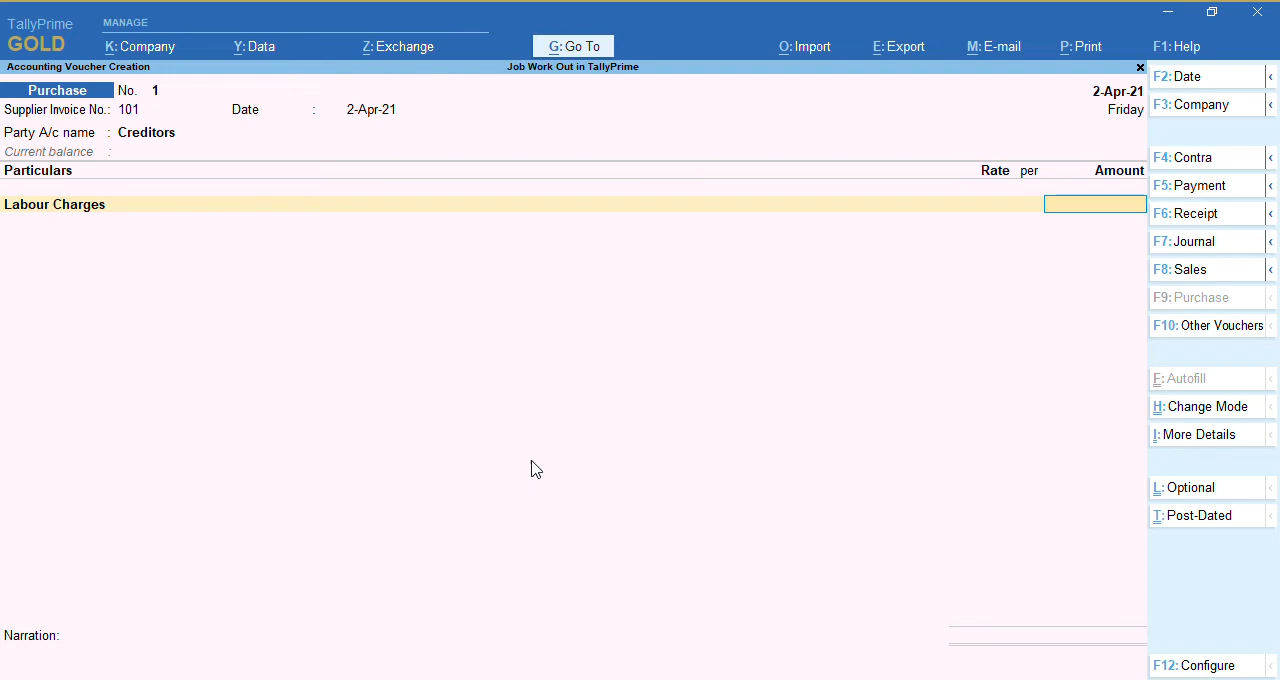 TallyPrime
GOLD
MANAGE
K: Company
Y: Data
Z: Exchange
G: Go To
O: Import
E: Export
M: E-mail
P: Print
F1: Help
Accounting Voucher Creation
Job Work Out in TallyPrime
Purchase No. 1
2-Apr-21
Supplier Invoice No.: 101 Date : 2-Apr-21
Friday
Party A/c name : Creditors
Current balance :
Particulars Rate per Amount
Labour Charges
Narration:
F2: Date
F3: Company
F4: Contra
F5: Payment
F6: Receipt
F7: Journal
F8: Sales
F9: Purchase
F10: Other Vouchers
F: Autofill
H: Change Mode
I: More Details
L: Optional
T: Post-Dated
F12: Configure